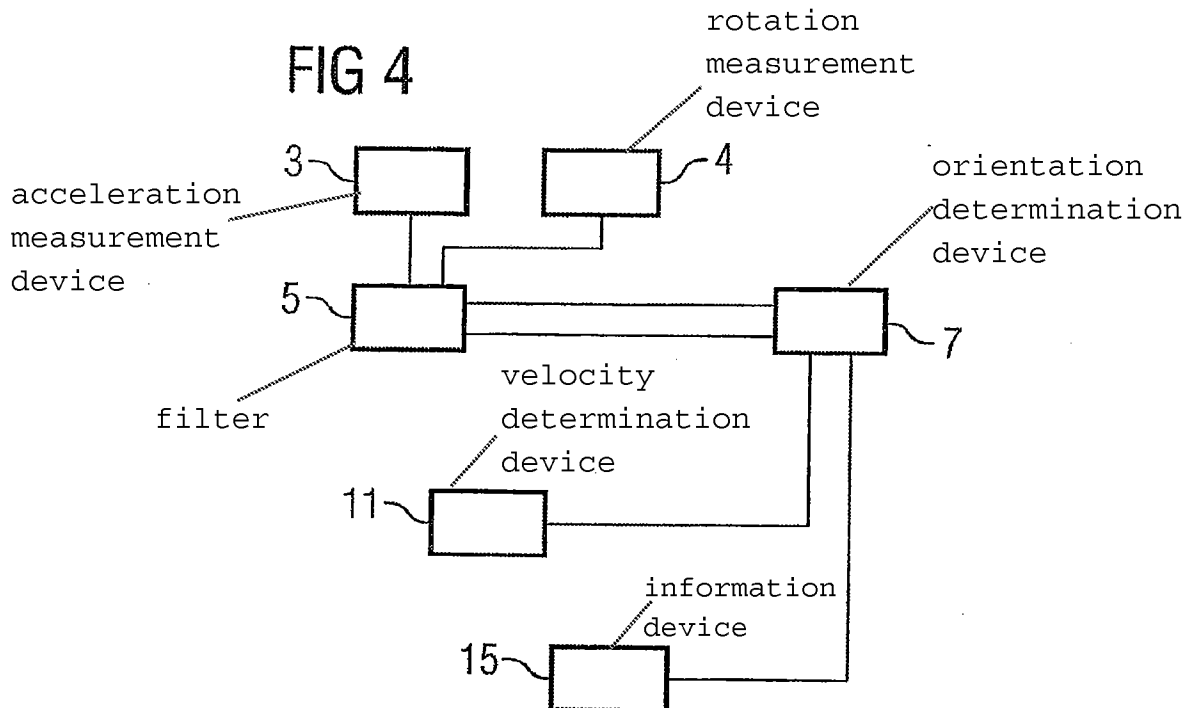 FIG 4
rotation
measurement
device
3
4
acceleration
measurement
device
orientation
determination
device
5
7
filter
velocity
determination
device
11
information
device
15